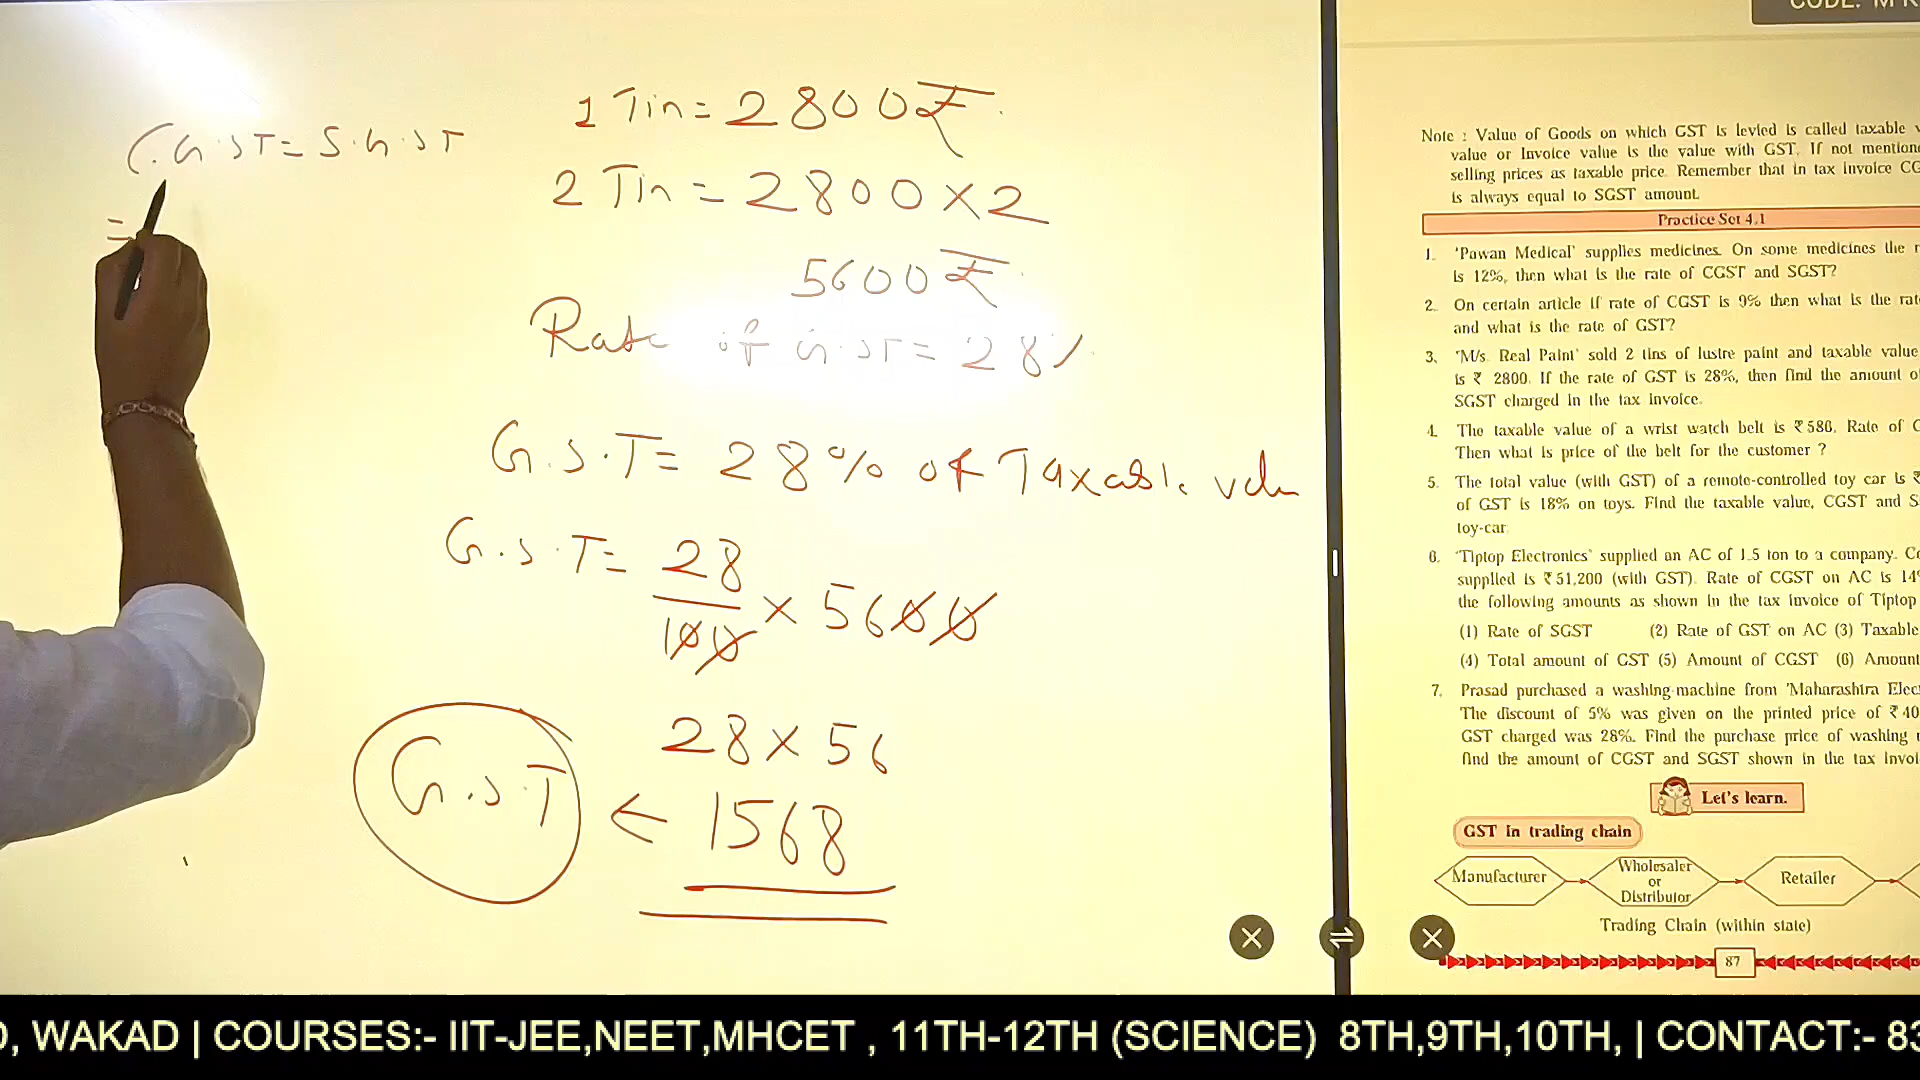 C.G.ST = S.G.ST
=
1 Tin = 2800₹
2 Tin = 2800 × 2
5600₹
Rate of G.ST = 28%
G.S.T = 28% of Taxable
G.S.T = 28/100 × 5600
28 × 56
G.S.T ← 1568
CODE: M
Note : Value of Goods on which GST is levied is called taxable
value or Invoice value is the value with GST. If not
selling prices as taxable price. Remember that in tax invoice
is always equal to SGST amount.
Practice Set 4.1
1. 'Pawan Medical' supplies medicines. On some medicines the
is 12%, then what is the rate of CGST and SGST?
2. On certain article if rate of CGST is 9% then what is the
and what is the rate of GST?
3. 'M/s. Real Paint' sold 2 tins of lustre paint and taxable value
is ₹ 2800. If the rate of GST is 28%, then find the amount
SGST charged in the tax invoice.
4. The taxable value of a wrist watch belt is ₹ 586. Rate of
Then what is price of the belt for the customer ?
5. The total value (with GST) of a remote-controlled toy car is
of GST is 18% on toys. Find the taxable value, CGST and
toy-car.
6. 'Tiptop Electronics' supplied an AC of 1.5 ton to a company.
supplied is ₹ 51,200 (with GST). Rate of CGST on AC is 14
the following amounts as shown in the tax invoice of Tiptop
(1) Rate of SGST (2) Rate of GST on AC (3) Taxable
(4) Total amount of GST (5) Amount of CGST (6) Amount
7. Prasad purchased a washing-machine from 'Maharashtra
The discount of 5% was given on the printed price of ₹ 40
GST charged was 28%. Find the purchase price of washing
find the amount of CGST and SGST shown in the tax
Let's learn.
GST in trading chain
Manufacturer
Wholesaler
or
Distributor
Retailer
Trading Chain (within state)
87
, WAKAD | COURSES:- IIT-JEE,NEET,MHCET , 11TH-12TH (SCIENCE) 8TH,9TH,10TH, | CONTACT:- 83